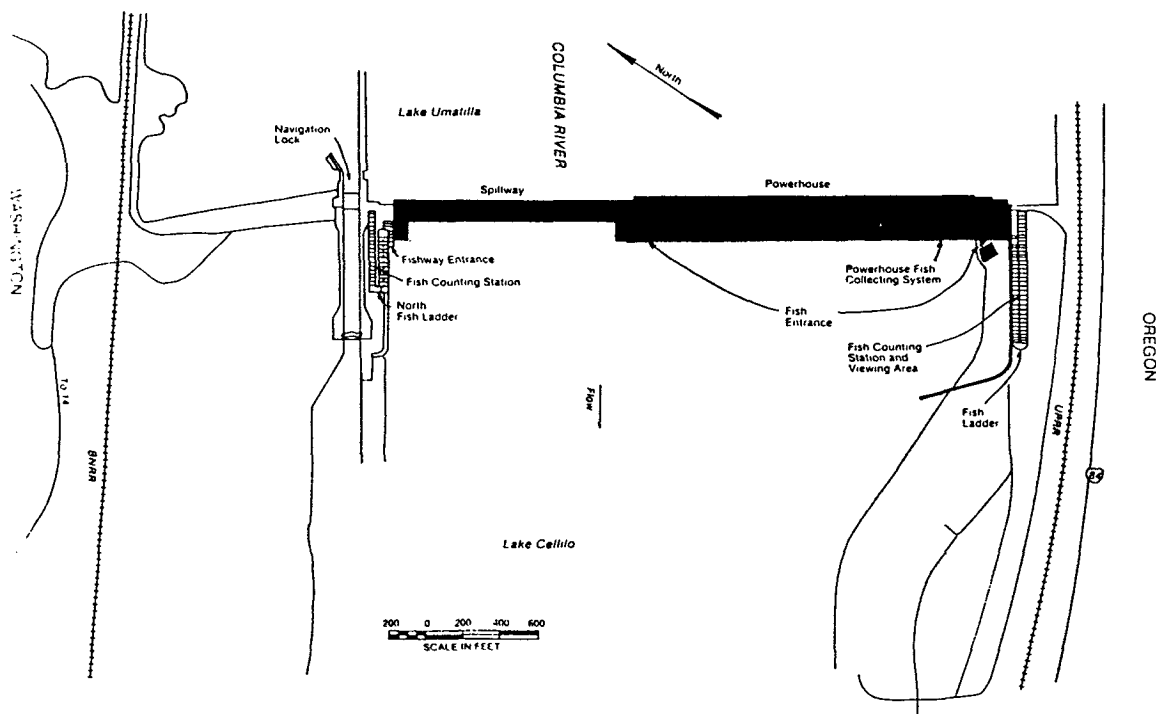 COLUMBIA RIVER
North
Lake Umatilla
Navigation
Lock
Spillway
Powerhouse
WASHINGTON
Fishway Entrance
Fish Counting Station
North
Fish Ladder
Powerhouse Fish
Collecting System
Fish
Entrance
Fish Counting
Station and
Viewing Area
OREGON
To 14
Flow
Fish
Ladder
UPRR
BNRR
84
Lake Cellilo
200 0 200 400 600
SCALE IN FEET